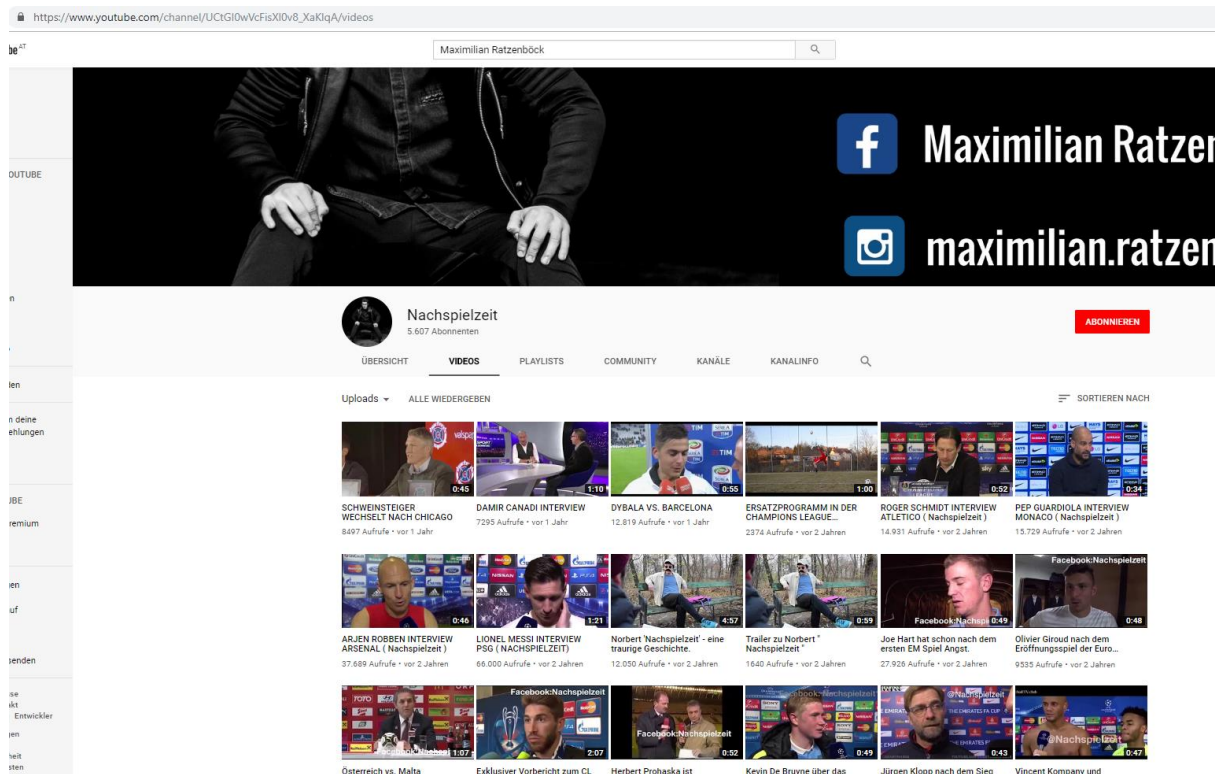 https://www.youtube.com/channel/UCtGI0wVcFisXI0v8_XaKIqA/videos
be AT
Maximilian Ratzenböck
Maximilian Ratzen
maximilian.ratzen
OUTUBE
Nachspielzeit
5.607 Abonnenten
ABONNIEREN
ÜBERSICHT VIDEOS PLAYLISTS COMMUNITY KANÄLE KANALINFO
Uploads ALLE WIEDERGEBEN SORTIEREN NACH
n deine
ehlungen
0:45 1:10 0:55 1:00 0:52 0:34
SCHWEINSTEIGER WECHSELT NACH CHICAGO
8497 Aufrufe • vor 1 Jahr
DAMIR CANADI INTERVIEW
7295 Aufrufe • vor 1 Jahr
DYBALA VS. BARCELONA
12.819 Aufrufe • vor 1 Jahr
ERSATZPROGRAMM IN DER CHAMPIONS LEAGUE...
2374 Aufrufe • vor 2 Jahren
ROGER SCHMIDT INTERVIEW ATLETICO ( Nachspielzeit )
14.931 Aufrufe • vor 2 Jahren
PEP GUARDIOLA INTERVIEW MONACO ( Nachspielzeit )
15.729 Aufrufe • vor 2 Jahren
UBE
remium
Facebook:Nachspielzeit
0:46 1:21 4:57 0:59 0:49 0:48
ARJEN ROBBEN INTERVIEW ARSENAL ( Nachspielzeit )
37.689 Aufrufe • vor 2 Jahren
LIONEL MESSI INTERVIEW PSG ( NACHSPIELZEIT)
66.000 Aufrufe • vor 2 Jahren
Norbert 'Nachspielzeit' - eine traurige Geschichte.
12.050 Aufrufe • vor 2 Jahren
Trailer zu Norbert " Nachspielzeit "
1640 Aufrufe • vor 2 Jahren
Joe Hart hat schon nach dem ersten EM Spiel Angst.
27.926 Aufrufe • vor 2 Jahren
Olivier Giroud nach dem Eröffnungsspiel der Euro...
9535 Aufrufe • vor 2 Jahren
senden
Entwickler
Facebook:Nachspielzeit
@Nachspielzeit
1:07 2:07 0:52 0:49 0:43 0:47
Österreich vs. Malta
Exklusiver Vorbericht zum CL
Herbert Prohaska ist
Kevin De Bruyne über das
Jürgen Klopp nach dem Sieg
Vincent Kompany und